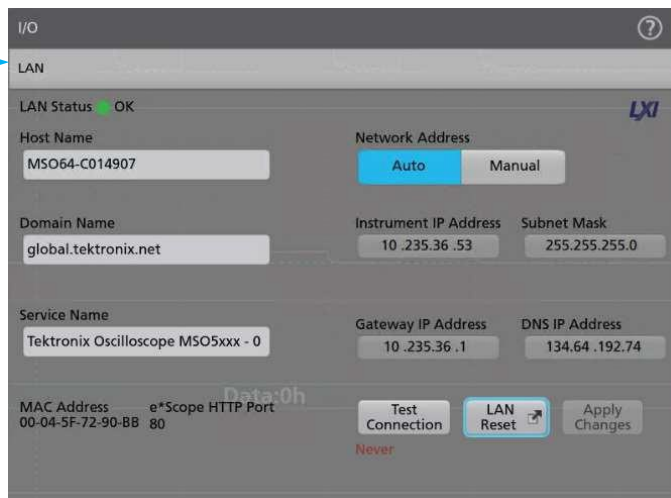 I/O
?
LAN
LAN Status OK
LXI
Host Name
MSO64-C014907
Network Address
Auto Manual
Domain Name
global.tektronix.net
Instrument IP Address Subnet Mask
10 .235.36 .53 255.255.255.0
Service Name
Tektronix Oscilloscope MSO5xxx - 0
Gateway IP Address DNS IP Address
10 .235.36 .1 134.64 .192.74
Data:0h
MAC Address e*Scope HTTP Port
00-04-5F-72-90-BB 80
Test Connection
LAN Reset
Apply Changes
Never